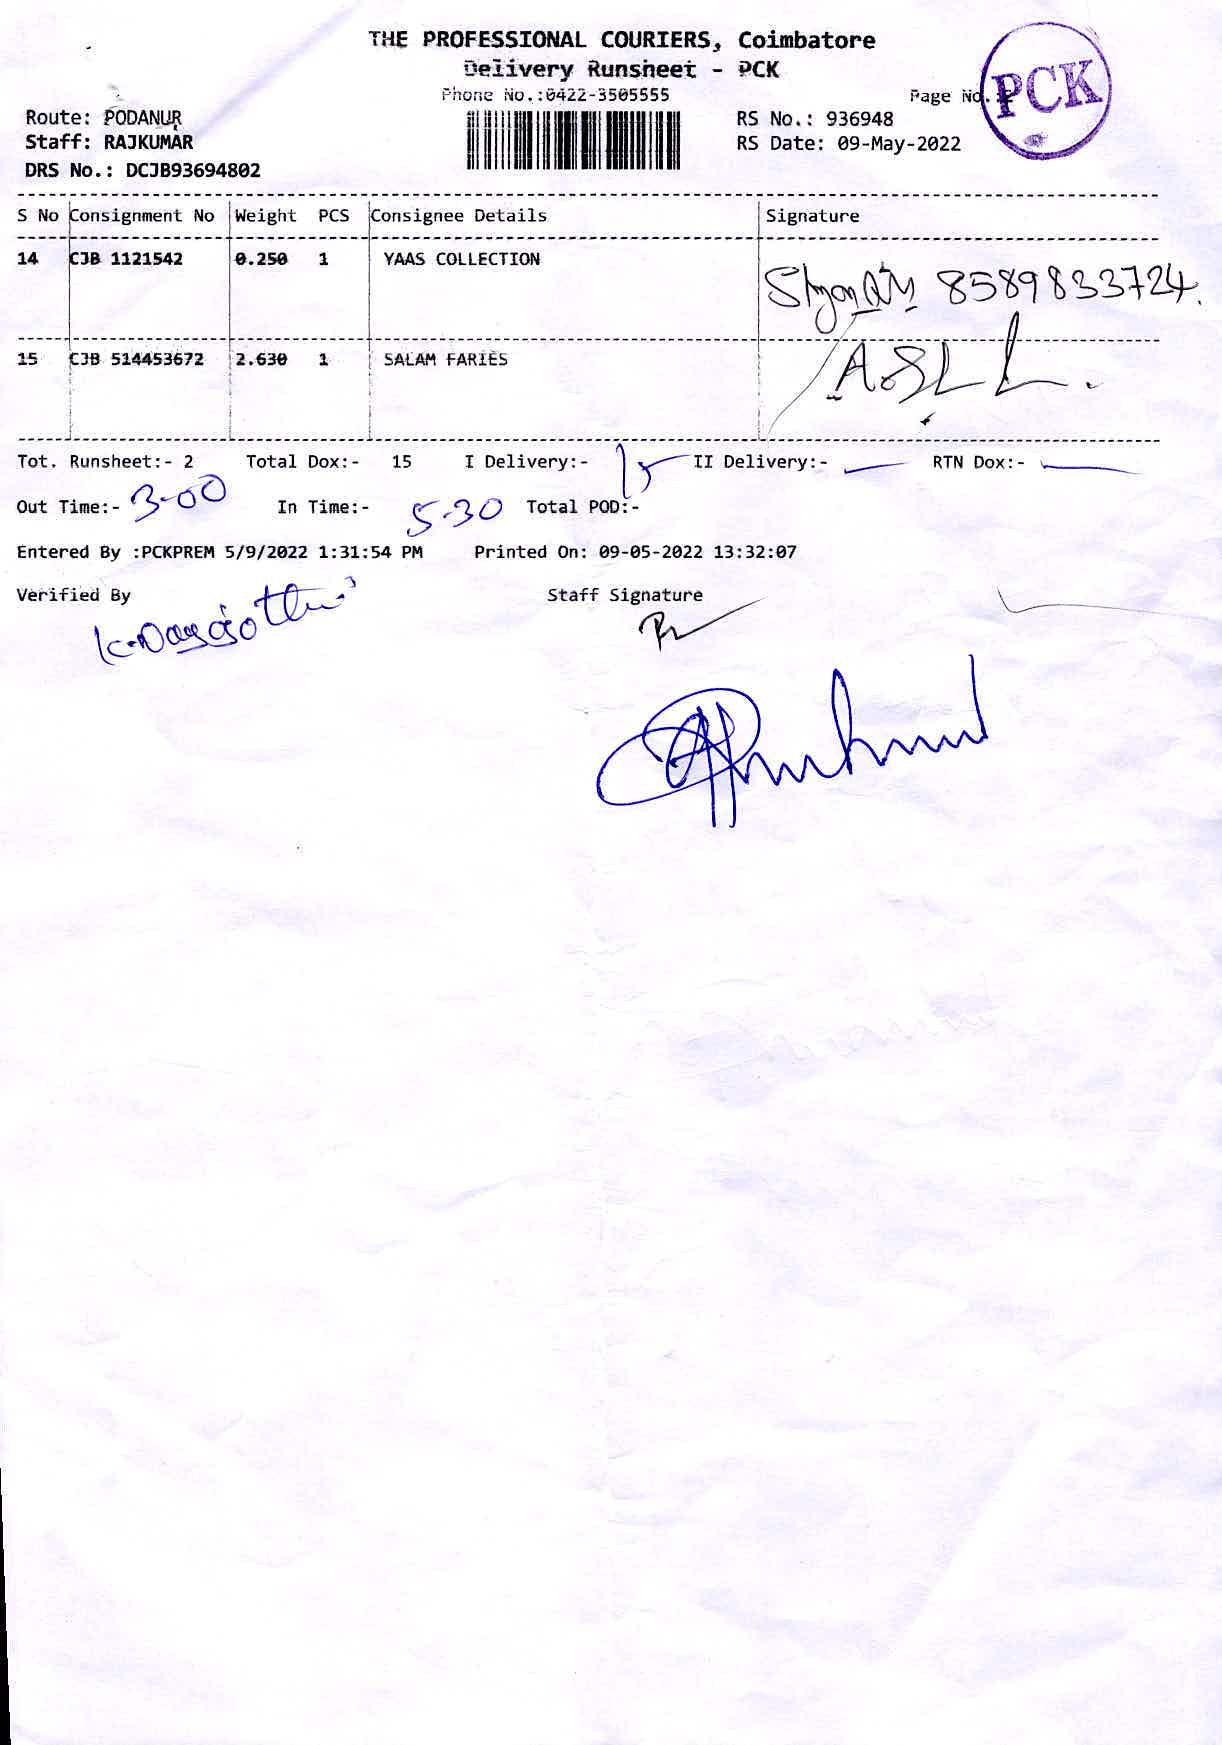 THE PROFESSIONAL COURIERS, Coimbatore
Delivery Runsheet - PCK
Phone No.:0422-3505555
Page No.
PCK
Route: PODANUR
RS No.: 936948
Staff: RAJKUMAR
RS Date: 09-May-2022
DRS No.: DCJB93694802
S No Consignment No Weight PCS Consignee Details Signature
14 CJB 1121542 0.250 1 YAAS COLLECTION
8589833724.
15 CJB 514453672 2.630 1 SALAM FARIES
Tot. Runsheet:- 2 Total Dox:- 15 I Delivery:- 15 II Delivery:- RTN Dox:-
Out Time:- 3-00 In Time:- 5-30 Total POD:-
Entered By :PCKPREM 5/9/2022 1:31:54 PM Printed On: 09-05-2022 13:32:07
Verified By Staff Signature